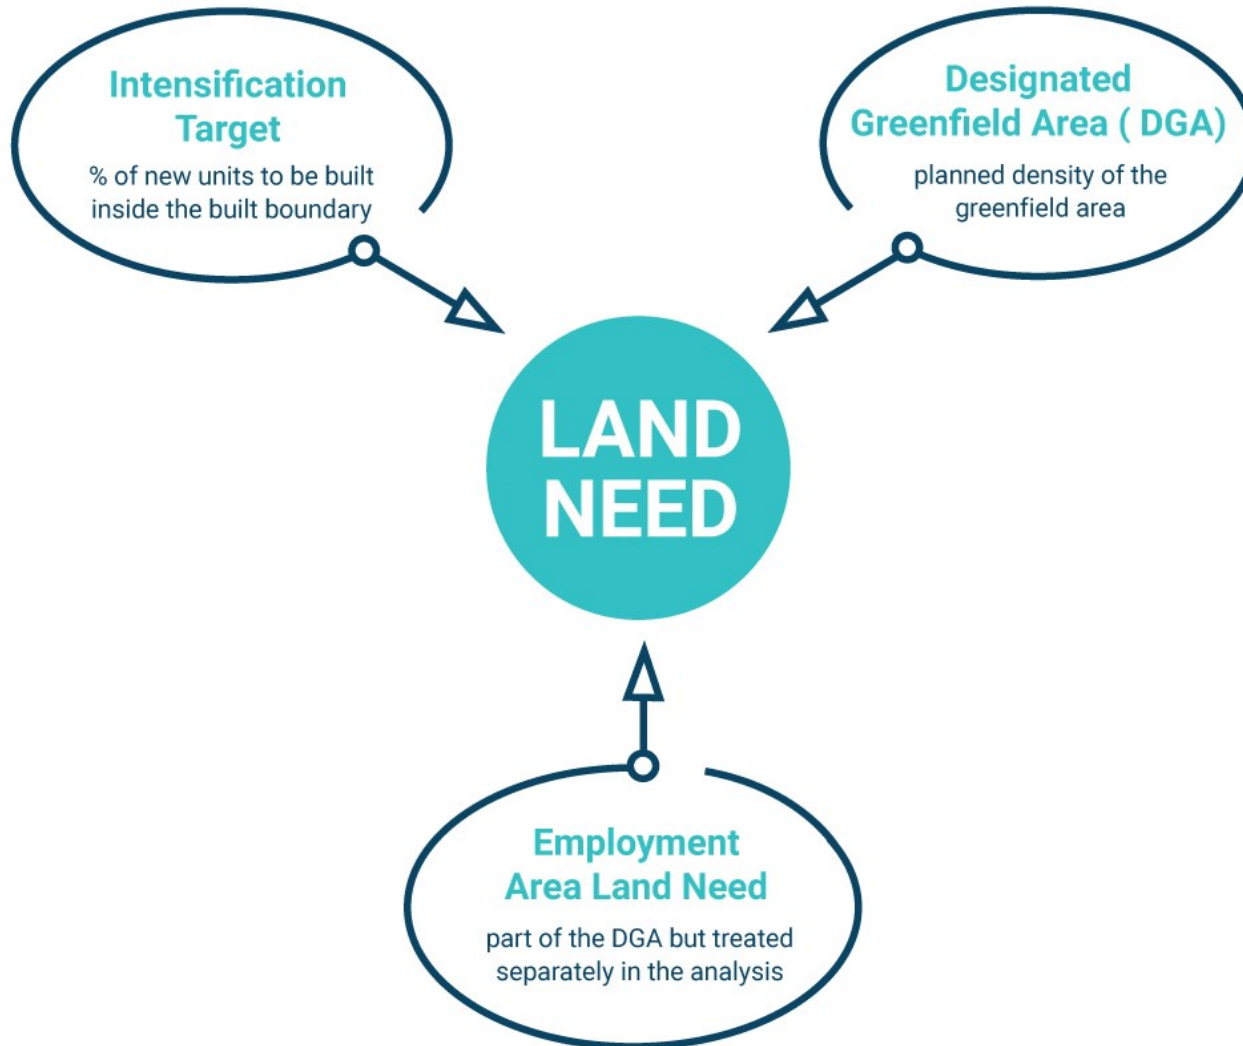 Intensification
Target
% of new units to be built
inside the built boundary
Designated
Greenfield Area ( DGA)
planned density of the
greenfield area
LAND
NEED
Employment
Area Land Need
part of the DGA but treated
separately in the analysis